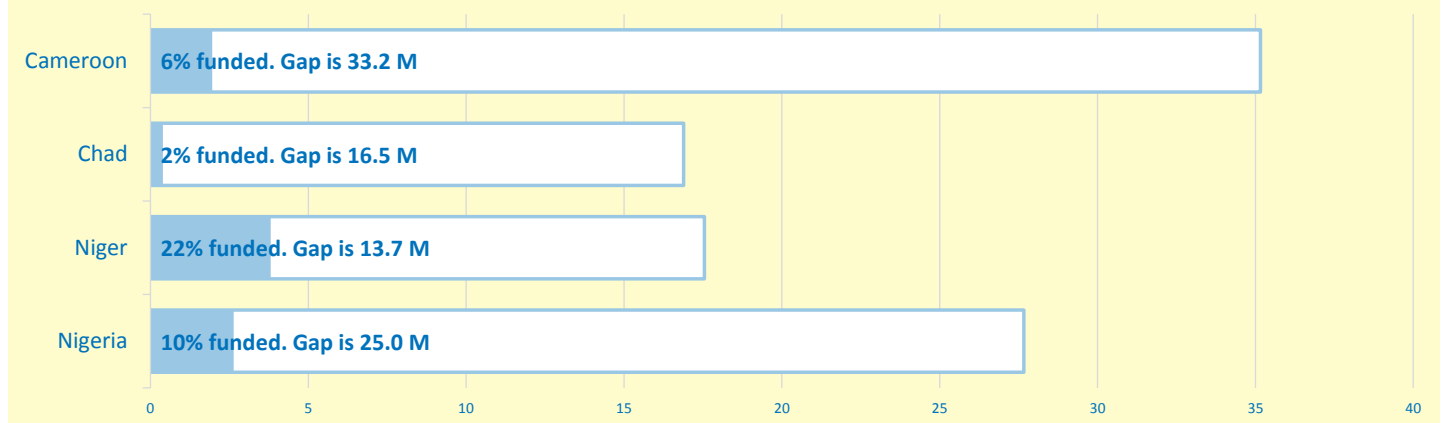 Cameroon
6% funded. Gap is 33.2 M
Chad
2% funded. Gap is 16.5 M
Niger
22% funded. Gap is 13.7 M
Nigeria
10% funded. Gap is 25.0 M
0 5 10 15 20 25 30 35 40